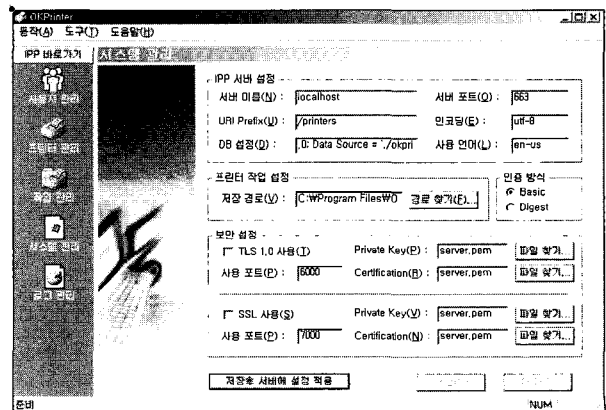 OKPrinter
동작(A) 도구(T) 도움말(H)
IPP 바로가기
시스템 관리
사용자 관리
프린터 관리
작업 관리
시스템 관리
로그 관리
IPP 서버 설정
서버 이름(N) : localhost 서버 포트(O) : 663
URI Prefix(U) : /printers 인코딩(E) : utf-8
DB 설정(D) : .0; Data Source = './okpri 사용 언어(L) : en-us
프린터 작업 설정
저장 경로(V) : C:₩Program Files₩O 경로 찾기(F)...
인증 방식
Basic
Digest
보안 설정
TLS 1.0 사용(T) Private Key(P) : server.pem 파일 찾기...
사용 포트(P) : 6000 Certification(R) : server.pem 파일 찾기...
SSL 사용(S) Private Key(V) : server.pem 파일 찾기...
사용 포트(P) : 7000 Certification(N) : server.pem 파일 찾기...
저장후 서버에 설정 적용
준비 NUM